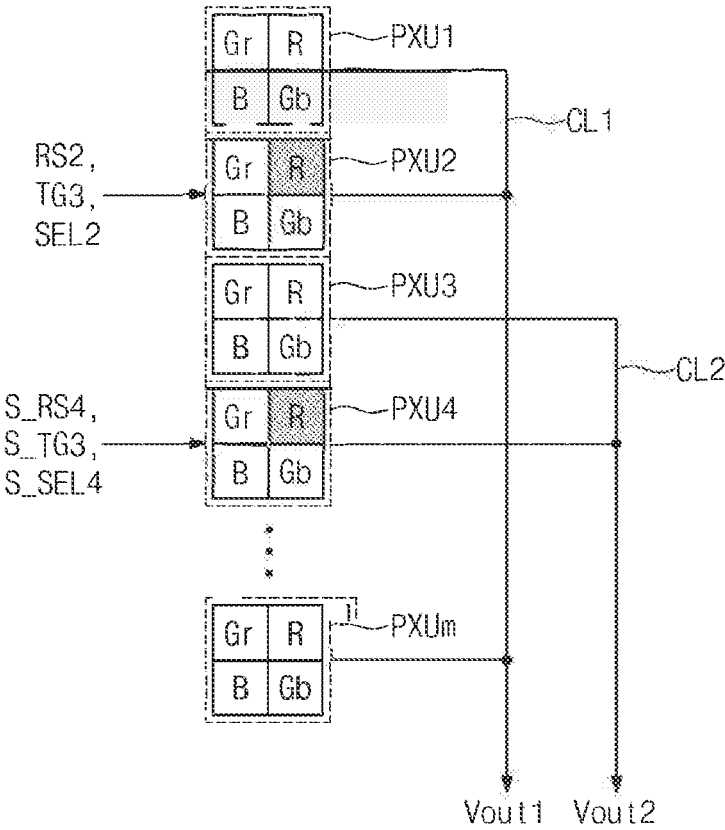 Gr R PXU1
B Gb
CL1
RS2,
TG3,
SEL2
Gr R PXU2
B Gb
Gr R PXU3
B Gb
CL2
S_RS4,
S_TG3,
S_SEL4
Gr R PXU4
B Gb
Gr R PXUm
B Gb
Vout1 Vout2